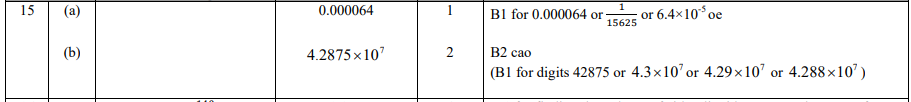 15 (a) 0.000064 1 B1 for 0.000064 or 1/15625 or 6.4×10⁻⁵ oe
(b) 4.2875×10⁷ 2 B2 cao
(B1 for digits 42875 or 4.3×10⁷ or 4.29×10⁷ or 4.288×10⁷ )